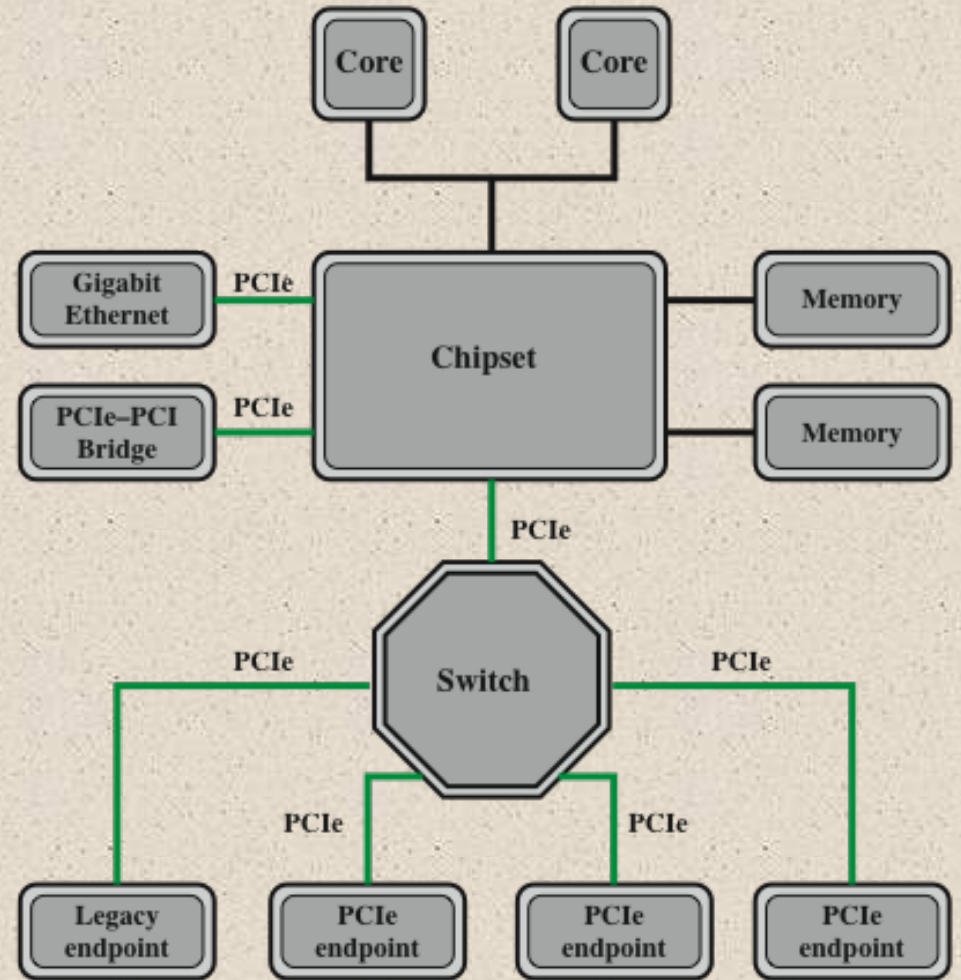 Core
Core
Gigabit
Ethernet
PCIe
Memory
Chipset
PCIe–PCI
Bridge
PCIe
Memory
PCIe
PCIe
Switch
PCIe
PCIe
PCIe
Legacy
endpoint
PCIe
endpoint
PCIe
endpoint
PCIe
endpoint